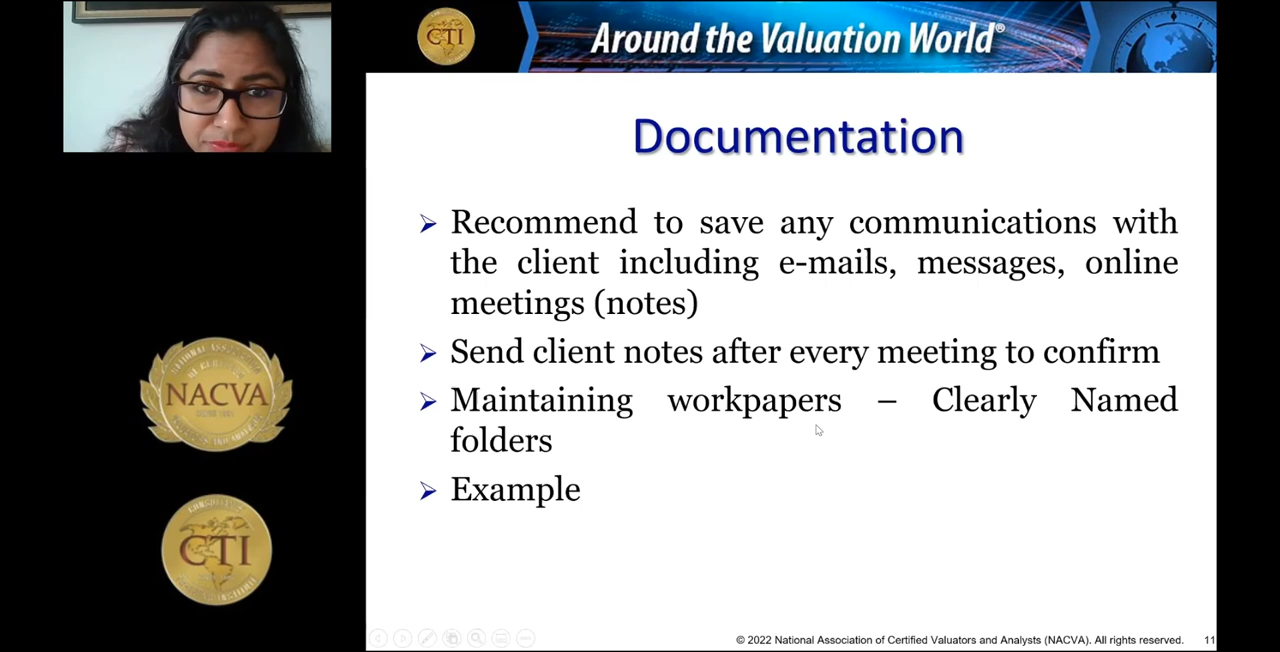 CTI
Around the Valuation World®
Documentation
➢ Recommend to save any communications with
the client including e-mails, messages, online
meetings (notes)
➢ Send client notes after every meeting to confirm
➢ Maintaining workpapers – Clearly Named
folders
➢ Example
NACVA
CTI
© 2022 National Association of Certified Valuators and Analysts (NACVA). All rights reserved. 11